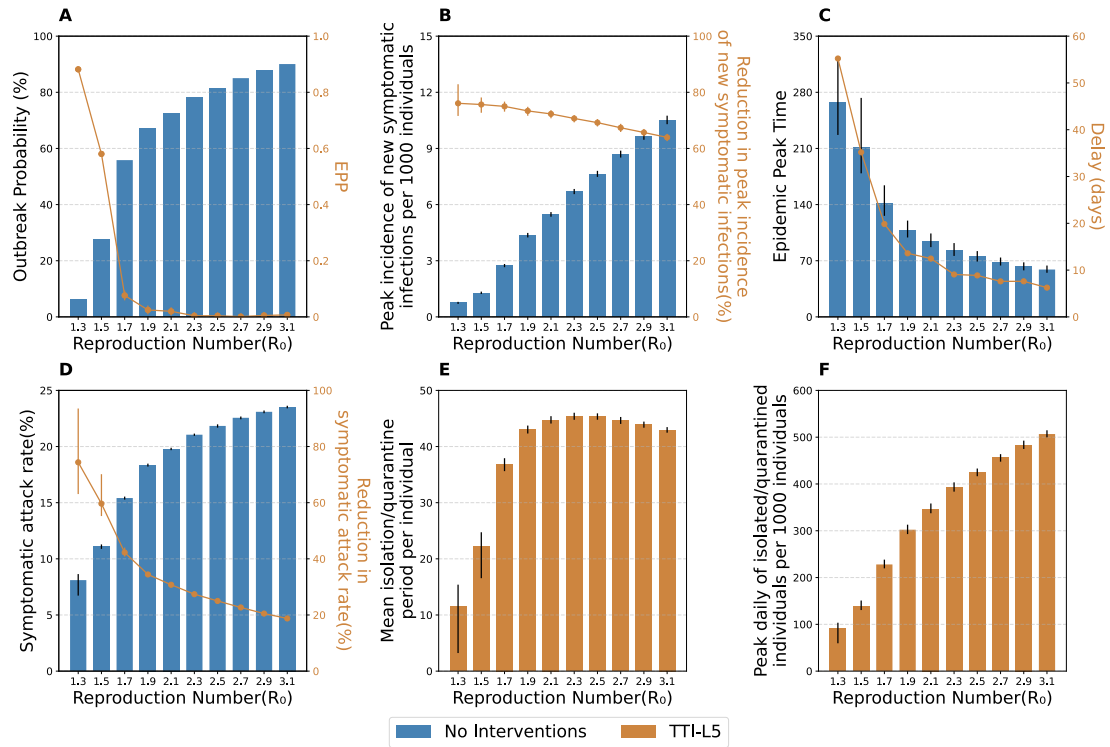 A
Outbreak Probability (%)
100
80
60
40
20
0
1.0
0.8
0.6
0.4
0.2
0
EPP
1.3 1.5 1.7 1.9 2.1 2.3 2.5 2.7 2.9 3.1
Reproduction Number(R₀)
B
Peak incidence of new symptomatic
infections per 1000 individuals
15
12
9
6
3
0
100
80
60
40
20
0
Reduction in peak incidence
of new symptomatic infections(%)
1.3 1.5 1.7 1.9 2.1 2.3 2.5 2.7 2.9 3.1
Reproduction Number(R₀)
C
Epidemic Peak Time
350
280
210
140
70
0
60
50
40
30
20
10
0
Delay (days)
1.3 1.5 1.7 1.9 2.1 2.3 2.5 2.7 2.9 3.1
Reproduction Number(R₀)
D
Symptomatic attack rate(%)
25
20
15
10
5
0
100
80
60
40
20
0
Reduction in
symptomatic attack rate(%)
1.3 1.5 1.7 1.9 2.1 2.3 2.5 2.7 2.9 3.1
Reproduction Number(R₀)
E
Mean isolation/quarantine
period per individual
50
40
30
20
10
0
1.3 1.5 1.7 1.9 2.1 2.3 2.5 2.7 2.9 3.1
Reproduction Number(R₀)
F
Peak daily of isolated/quarantined
individuals per 1000 individuals
600
500
400
300
200
100
0
1.3 1.5 1.7 1.9 2.1 2.3 2.5 2.7 2.9 3.1
Reproduction Number(R₀)
No Interventions
TTI-L5